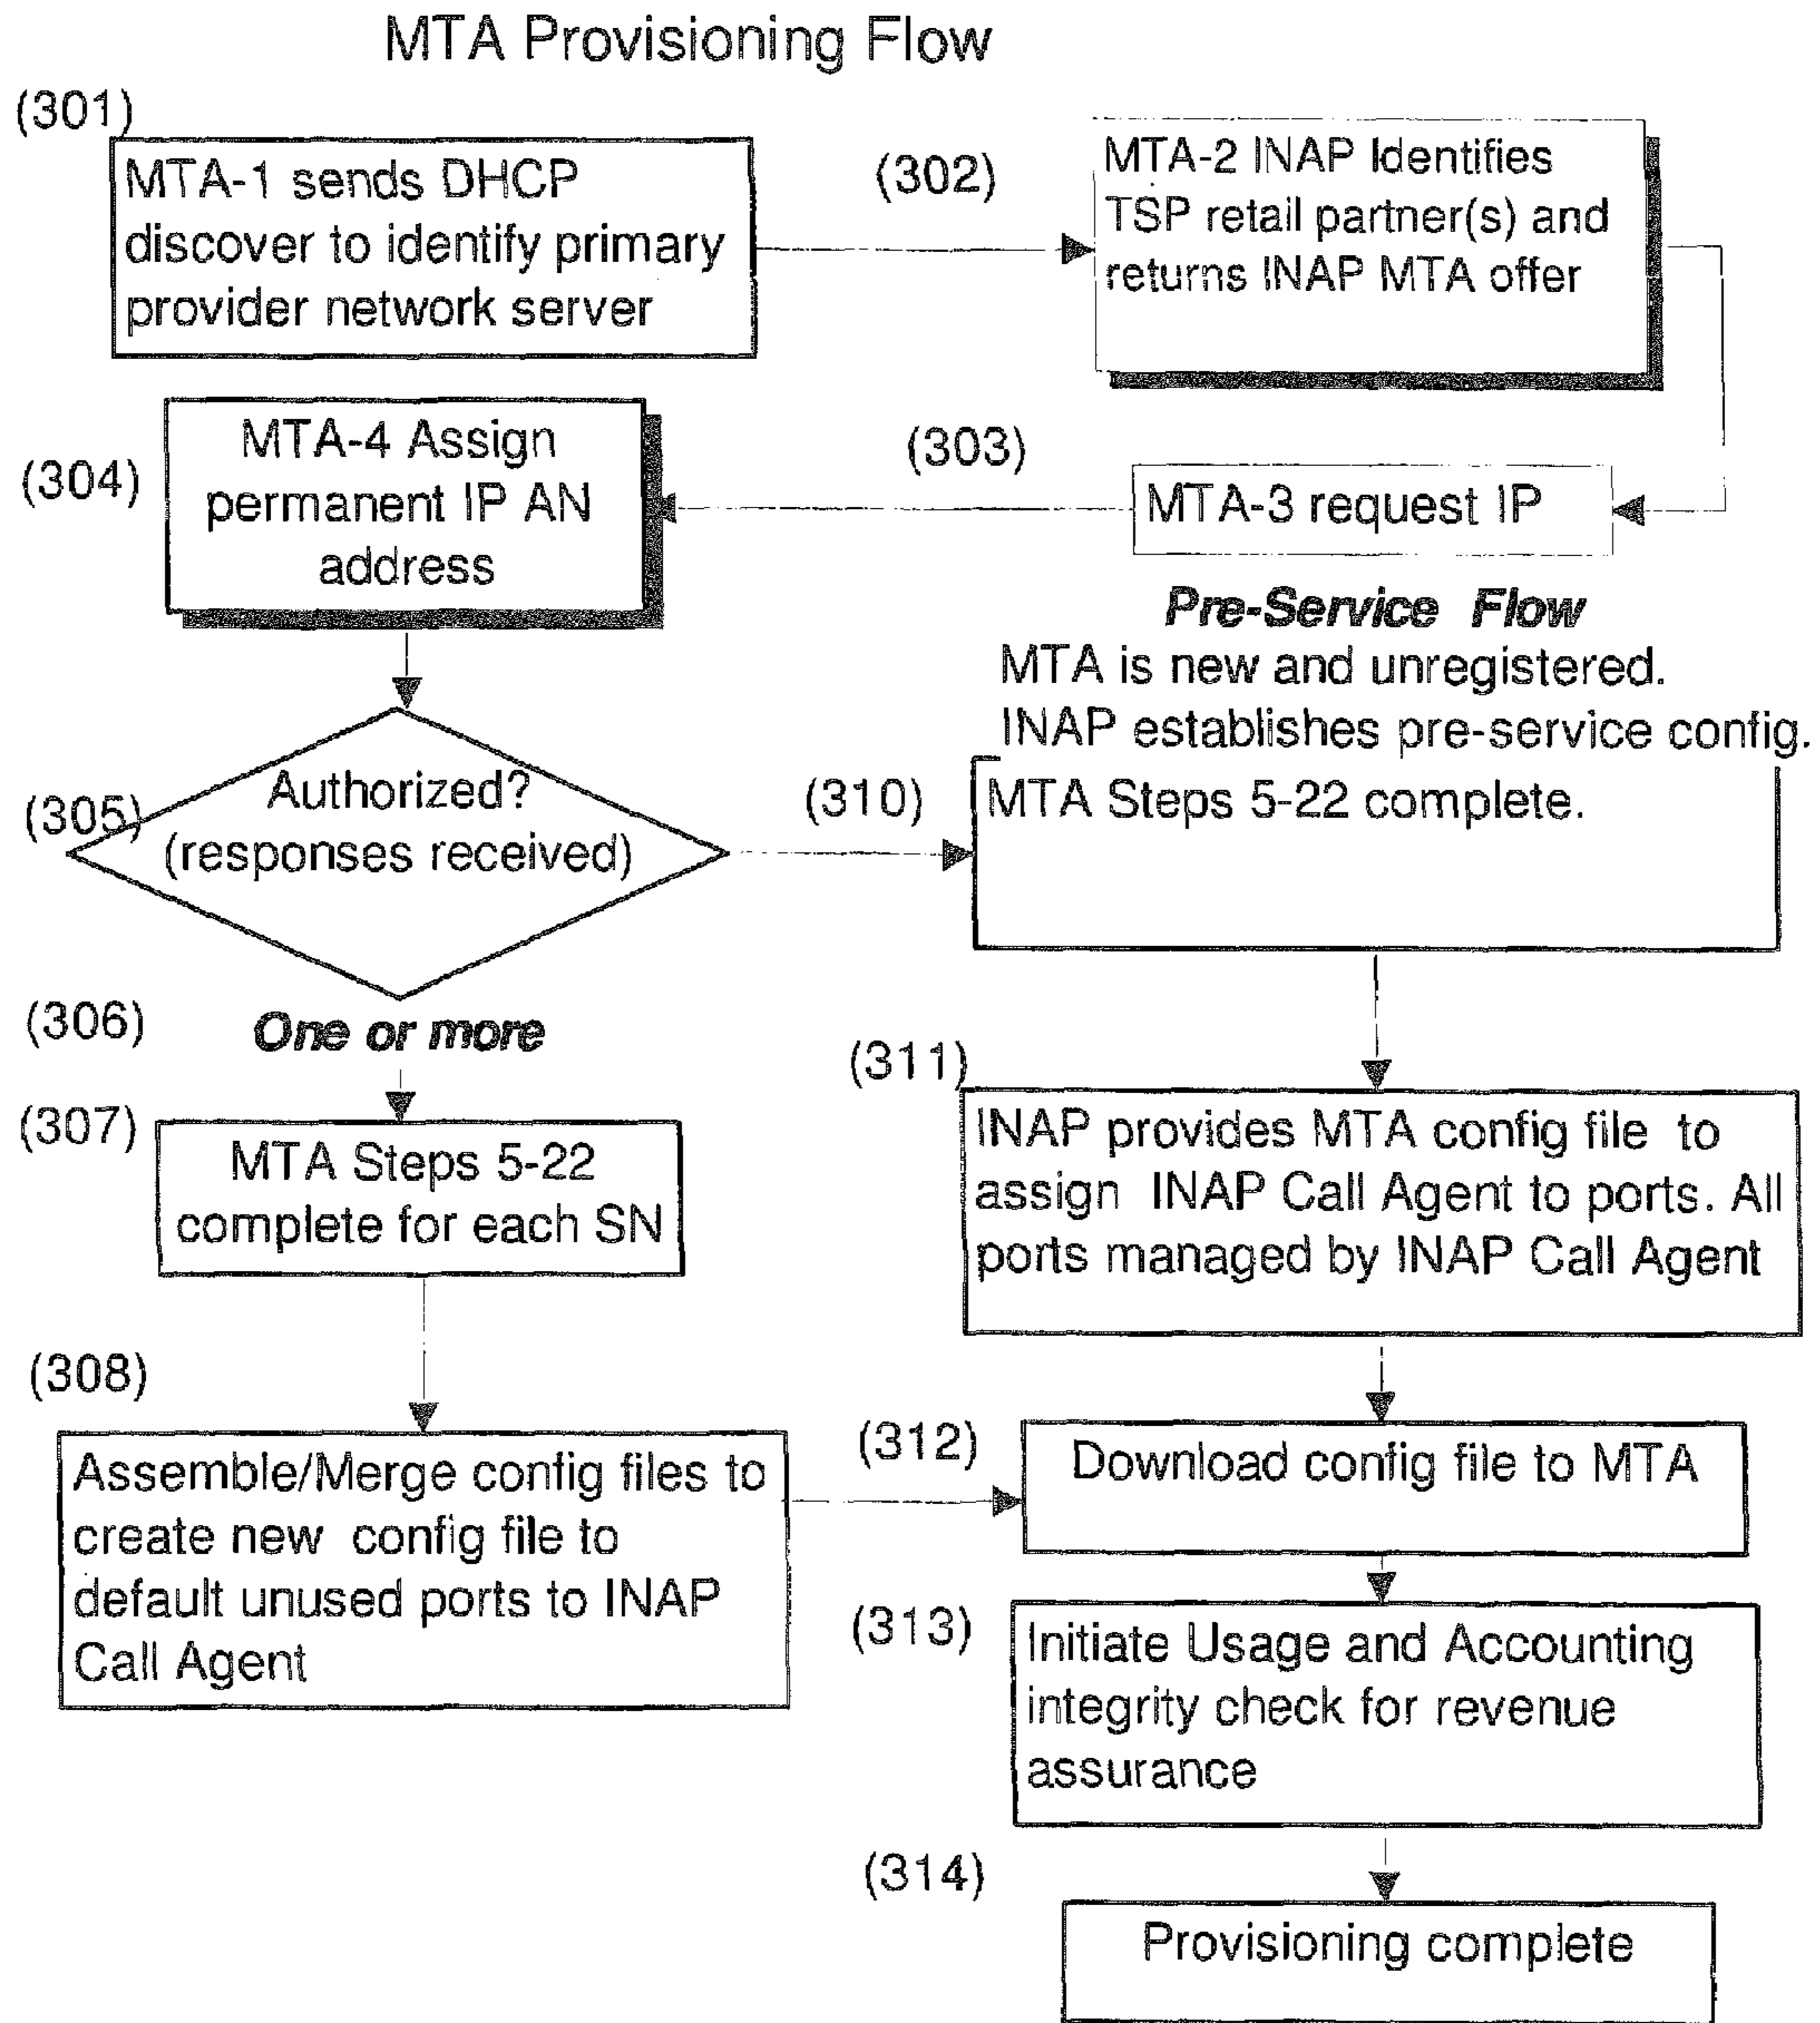 MTA Provisioning Flow
(301)
MTA-1 sends DHCP
discover to identify primary
provider network server
(302)
MTA-2 INAP Identifies
TSP retail partner(s) and
returns INAP MTA offer
(303)
MTA-3 request IP
(304)
MTA-4 Assign
permanent IP AN
address
(305)
Authorized?
(responses received)
Pre-Service Flow
MTA is new and unregistered.
INAP establishes pre-service config.
(310)
MTA Steps 5-22 complete.
(306)
One or more
(307)
MTA Steps 5-22
complete for each SN
(311)
INAP provides MTA config file to
assign INAP Call Agent to ports. All
ports managed by INAP Call Agent
(308)
Assemble/Merge config files to
create new config file to
default unused ports to INAP
Call Agent
(312)
Download config file to MTA
(313)
Initiate Usage and Accounting
integrity check for revenue
assurance
(314)
Provisioning complete